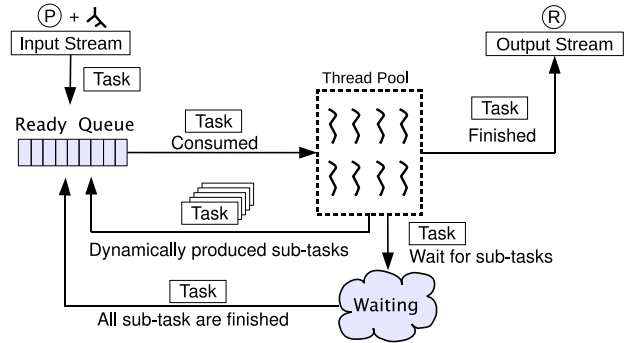 P +
R
Input Stream
Output Stream
Task
Thread Pool
Ready Queue
Task
Consumed
Task
Finished
Task
Dynamically produced sub-tasks
Task
Wait for sub-tasks
Task
All sub-task are finished
Waiting